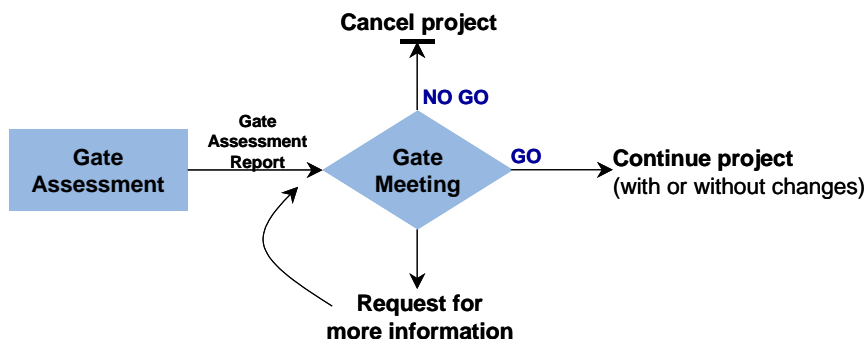 Cancel project
NO GO
Gate
Assessment
Report
Gate
Assessment
Gate
Meeting
GO
Continue project
(with or without changes)
Request for
more information